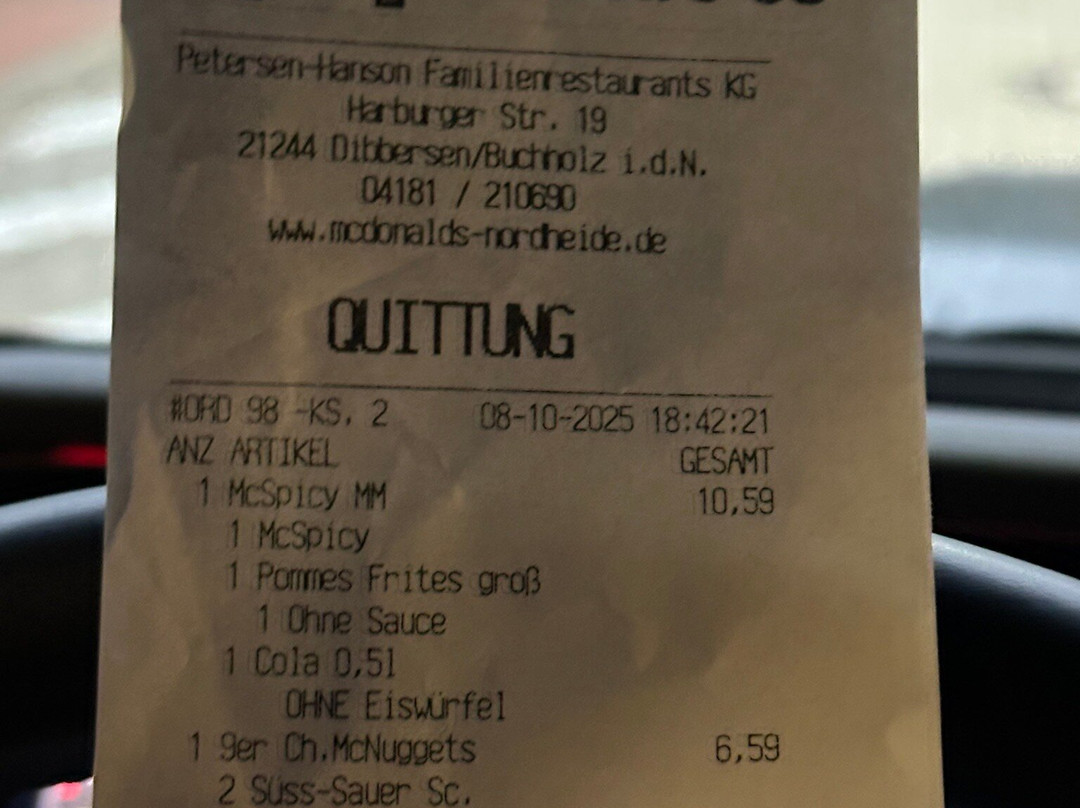 Petersen-Hanson Familienrestaurants KG
Harburger Str. 19
21244 Dibbersen/Buchholz i.d.N.
04181 / 210690
www.mcdonalds-nordheide.de
QUITTUNG
#ORD 98 -KS. 2 08-10-2025 18:42:21
ANZ ARTIKEL GESAMT
1 McSpicy MM 10,59
1 McSpicy
1 Pommes Frites groß
1 Ohne Sauce
1 Cola 0,5l
OHNE Eiswürfel
1 9er Ch.McNuggets 6,59
2 Süss-Sauer Sc.